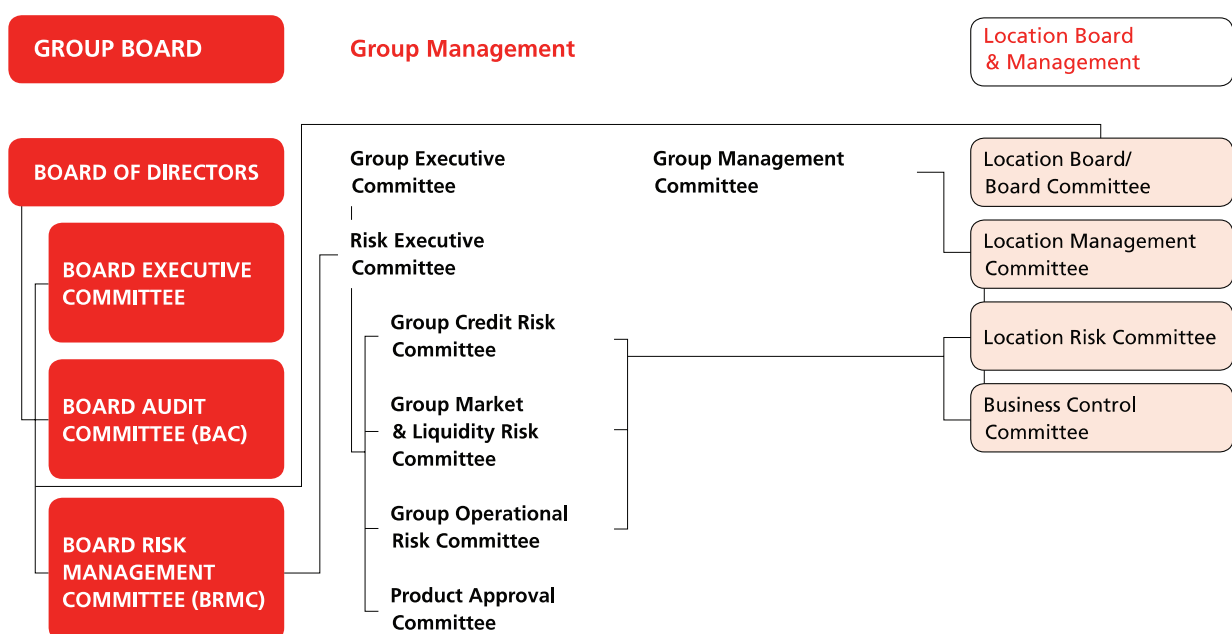 GROUP BOARD
Group Management
Location Board
& Management
BOARD OF DIRECTORS
BOARD EXECUTIVE
COMMITTEE
BOARD AUDIT
COMMITTEE (BAC)
BOARD RISK
MANAGEMENT
COMMITTEE (BRMC)
Group Executive
Committee
Risk Executive
Committee
Group Credit Risk
Committee
Group Market
& Liquidity Risk
Committee
Group Operational
Risk Committee
Product Approval
Committee
Group Management
Committee
Location Board/
Board Committee
Location Management
Committee
Location Risk Committee
Business Control
Committee